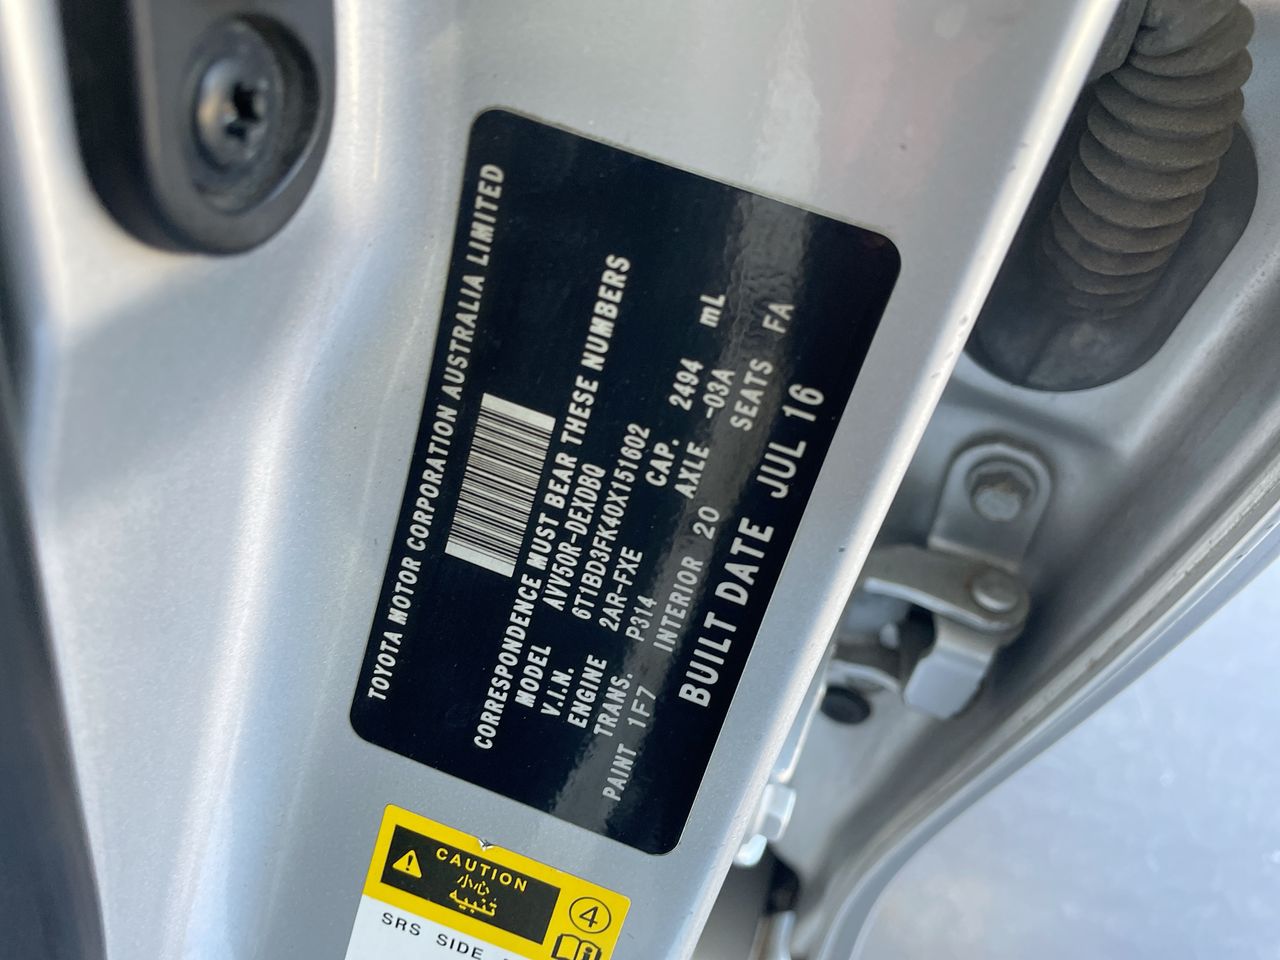 TOYOTA MOTOR CORPORATION AUSTRALIA LIMITED
CORRESPONDENCE MUST BEAR THESE NUMBERS
MODEL AVV50R-DEXDBQ
V.I.N. 6T1BD3FK40X151602
ENGINE 2AR-FXE CAP. 2494 mL
TRANS. P314 AXLE -03A
PAINT 1F7 INTERIOR 20 SEATS FA
BUILT DATE JUL 16
CAUTION
小心
تنبيه
4
SRS SIDE